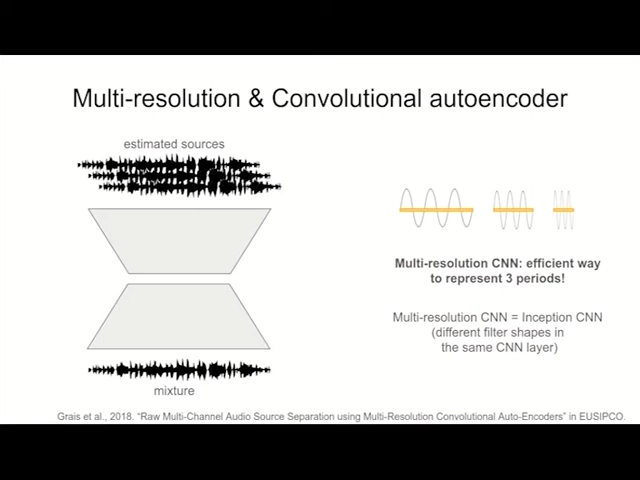 Multi-resolution & Convolutional autoencoder
estimated sources
mixture
Multi-resolution CNN: efficient way
to represent 3 periods!
Multi-resolution CNN = Inception CNN
(different filter shapes in
the same CNN layer)
Grais et al., 2018. “Raw Multi-Channel Audio Source Separation using Multi-Resolution Convolutional Auto-Encoders” in EUSIPCO.